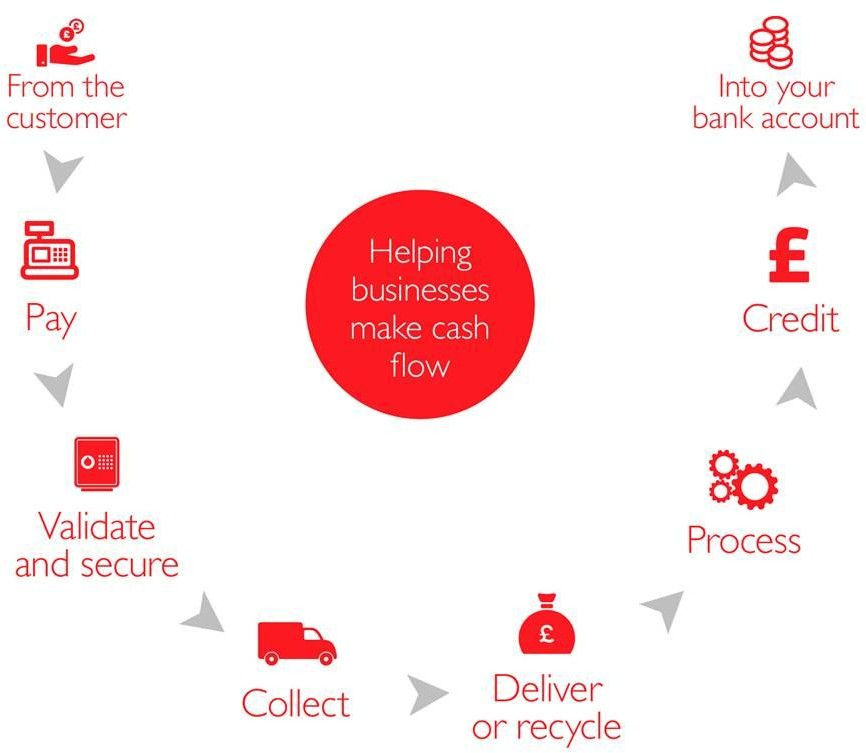 From the
customer
Pay
Validate
and secure
Collect
Deliver
or recycle
Process
Credit
Into your
bank account
Helping
businesses
make cash
flow
££
£
£